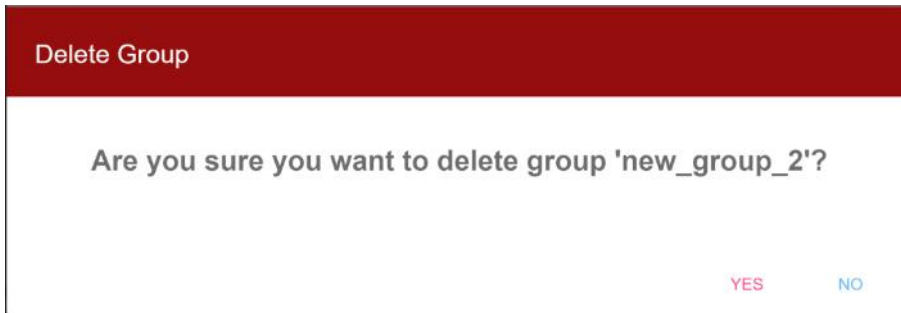 Delete Group
Are you sure you want to delete group 'new_group_2'?
YES NO